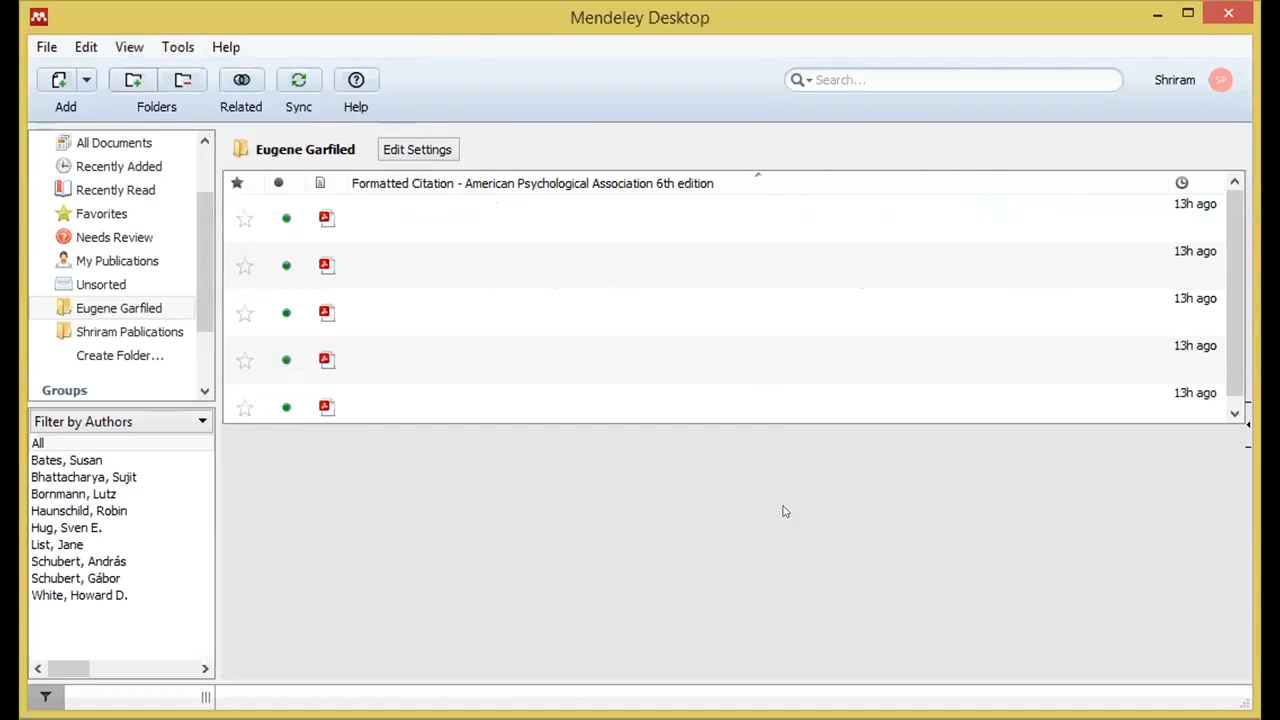 Mendeley Desktop
File Edit View Tools Help
Search...
Shriram SP
Add Folders Related Sync Help
All Documents
Recently Added
Recently Read
Favorites
Needs Review
My Publications
Unsorted
Eugene Garfiled
Shriram Pablications
Create Folder...
Groups
Filter by Authors
All
Bates, Susan
Bhattacharya, Sujit
Bornmann, Lutz
Haunschild, Robin
Hug, Sven E.
List, Jane
Schubert, András
Schubert, Gábor
White, Howard D.
Eugene Garfiled Edit Settings
Formatted Citation - American Psychological Association 6th edition
13h ago
13h ago
13h ago
13h ago
13h ago